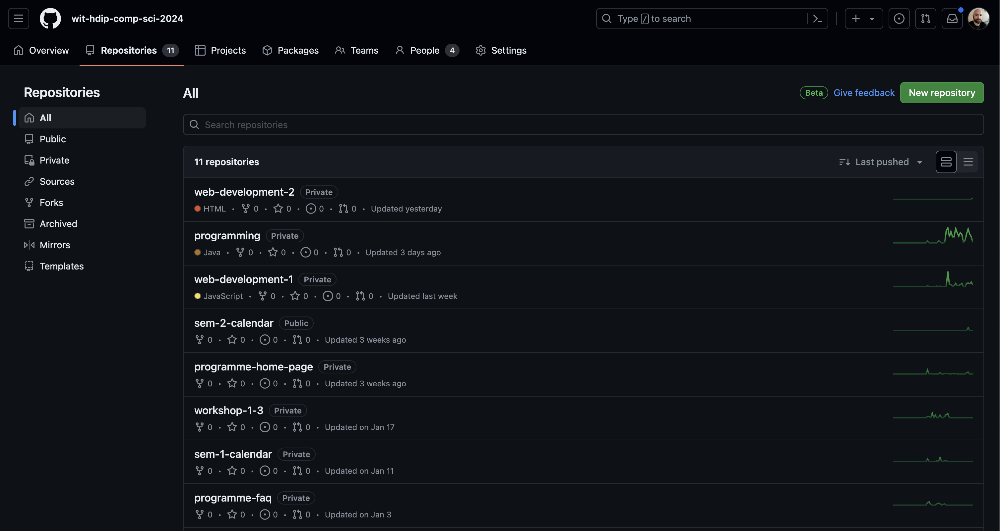 wit-hdip-comp-sci-2024
Type / to search
Overview
Repositories 11
Projects
Packages
Teams
People 4
Settings
Repositories
All
Public
Private
Sources
Forks
Archived
Mirrors
Templates
All
Beta
Give feedback
New repository
Search repositories
11 repositories
Last pushed
web-development-2 Private
HTML · 0 · 0 · 0 · 0 · Updated yesterday
programming Private
Java · 0 · 0 · 0 · 0 · Updated 3 days ago
web-development-1 Private
JavaScript · 0 · 0 · 0 · 0 · Updated last week
sem-2-calendar Public
0 · 0 · 0 · 0 · Updated 3 weeks ago
programme-home-page Private
0 · 0 · 0 · 0 · Updated 3 weeks ago
workshop-1-3 Private
0 · 0 · 0 · 0 · Updated on Jan 17
sem-1-calendar Private
0 · 0 · 0 · 0 · Updated on Jan 11
programme-faq Private
0 · 0 · 0 · 0 · Updated on Jan 3